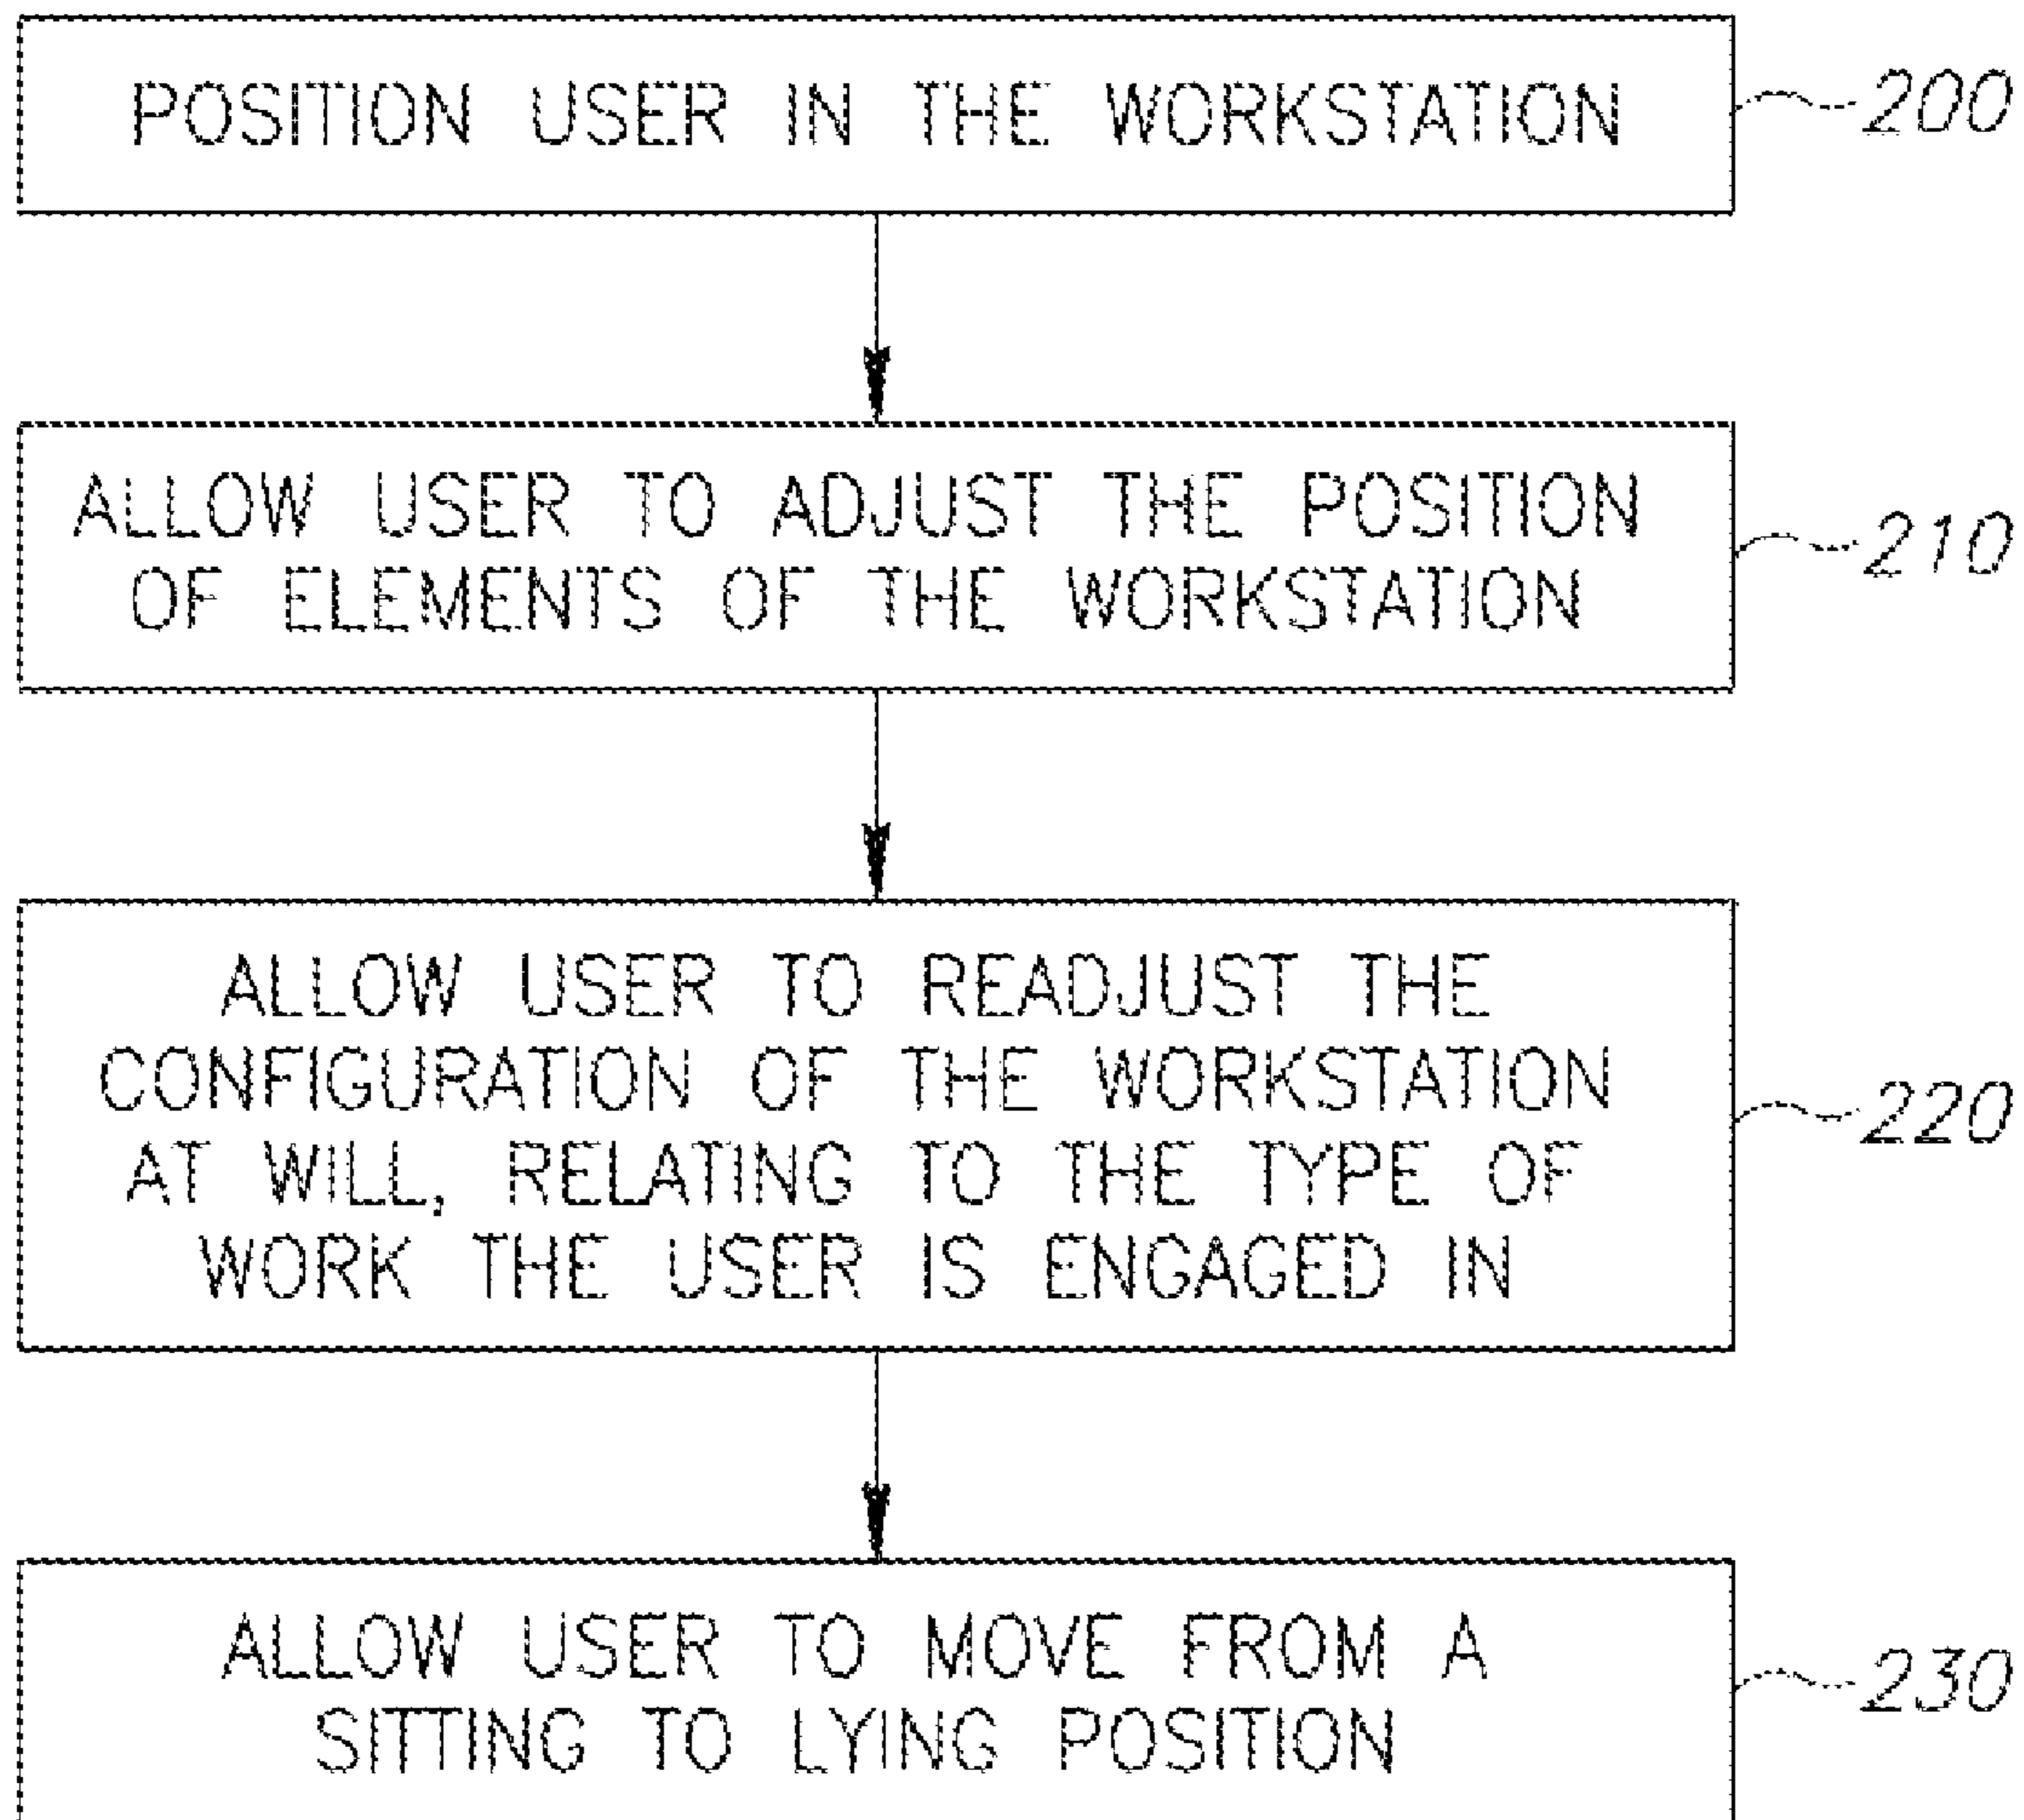 POSITION USER IN THE WORKSTATION
200
ALLOW USER TO ADJUST THE POSITION
OF ELEMENTS OF THE WORKSTATION
210
ALLOW USER TO READJUST THE
CONFIGURATION OF THE WORKSTATION
AT WILL, RELATING TO THE TYPE OF
WORK THE USER IS ENGAGED IN
220
ALLOW USER TO MOVE FROM A
SITTING TO LYING POSITION
230